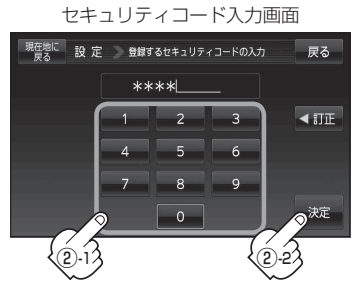 セキュリティコード入力画面
現在地に
戻る
設 定 登録するセキュリティコードの入力
戻る
****
1 2 3
◀訂正
4 5 6
7 8 9
0
決定
②-1
②-2